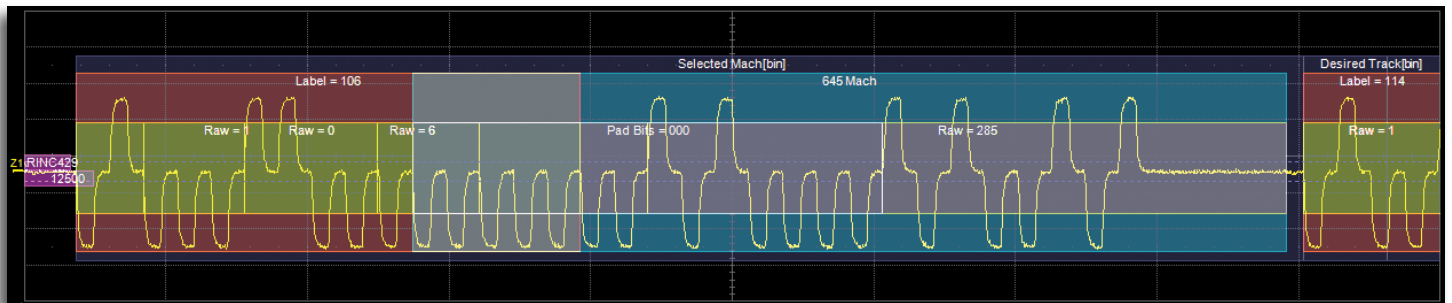 Selected Mach[bin]
Desired Track[bin]
Label = 106
645 Mach
Label = 114
Raw = 1
Raw = 0
Raw = 6
Pad Bits = 000
Raw = 285
Raw = 1
Z1
RINC429
12500